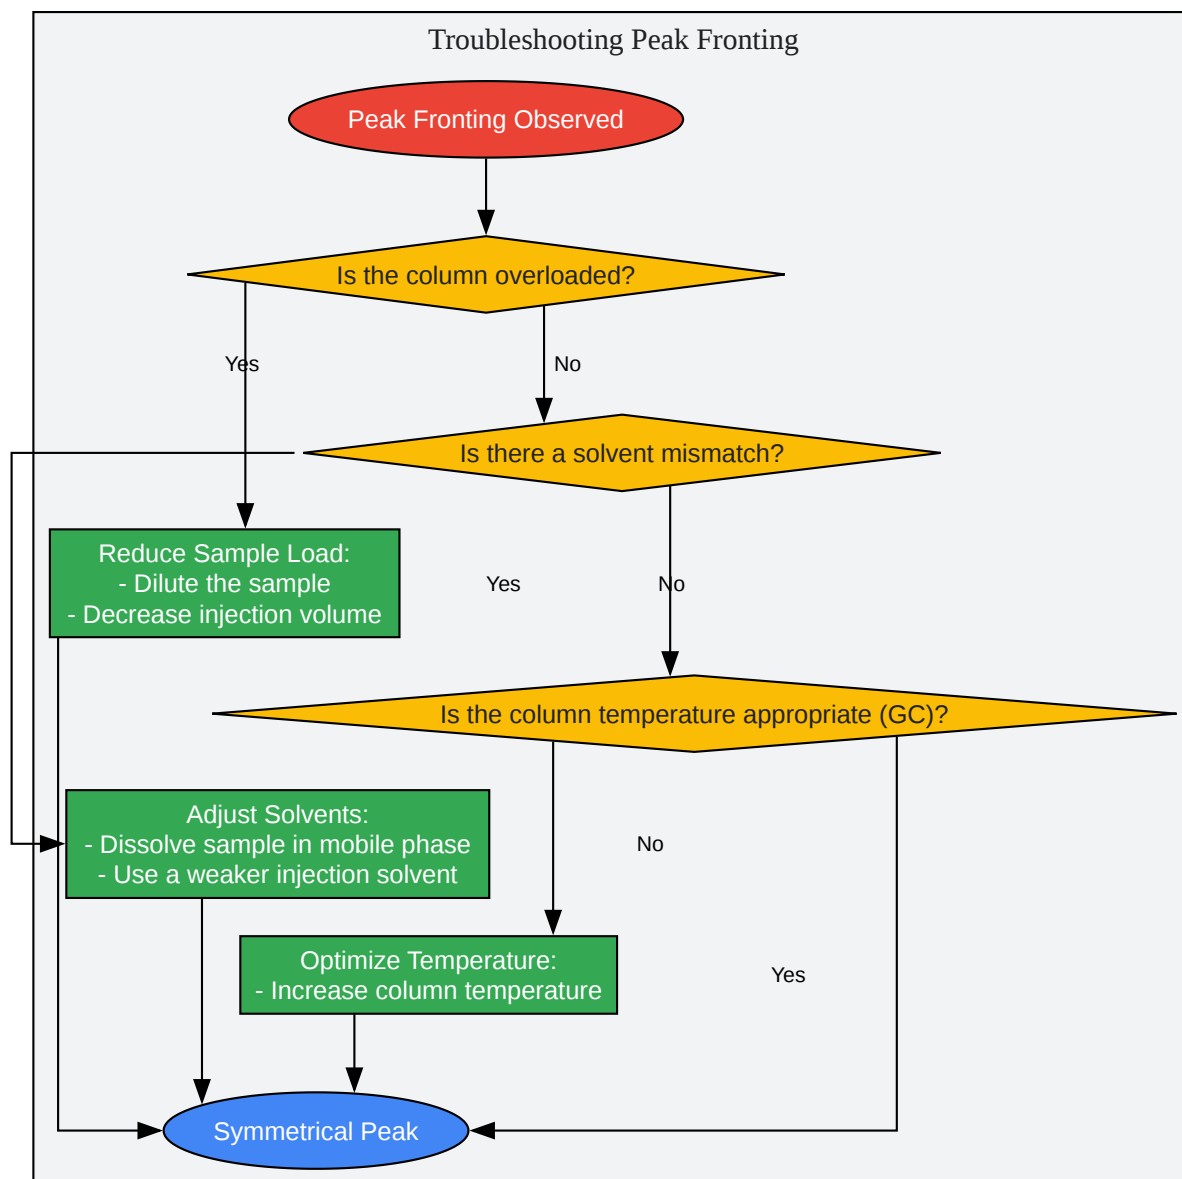 Troubleshooting Peak Fronting
Peak Fronting Observed
Is the column overloaded?
Yes
No
Is there a solvent mismatch?
Reduce Sample Load:
- Dilute the sample
- Decrease injection volume
Yes
No
Is the column temperature appropriate (GC)?
Adjust Solvents:
- Dissolve sample in mobile phase
- Use a weaker injection solvent
No
Optimize Temperature:
- Increase column temperature
Yes
Symmetrical Peak